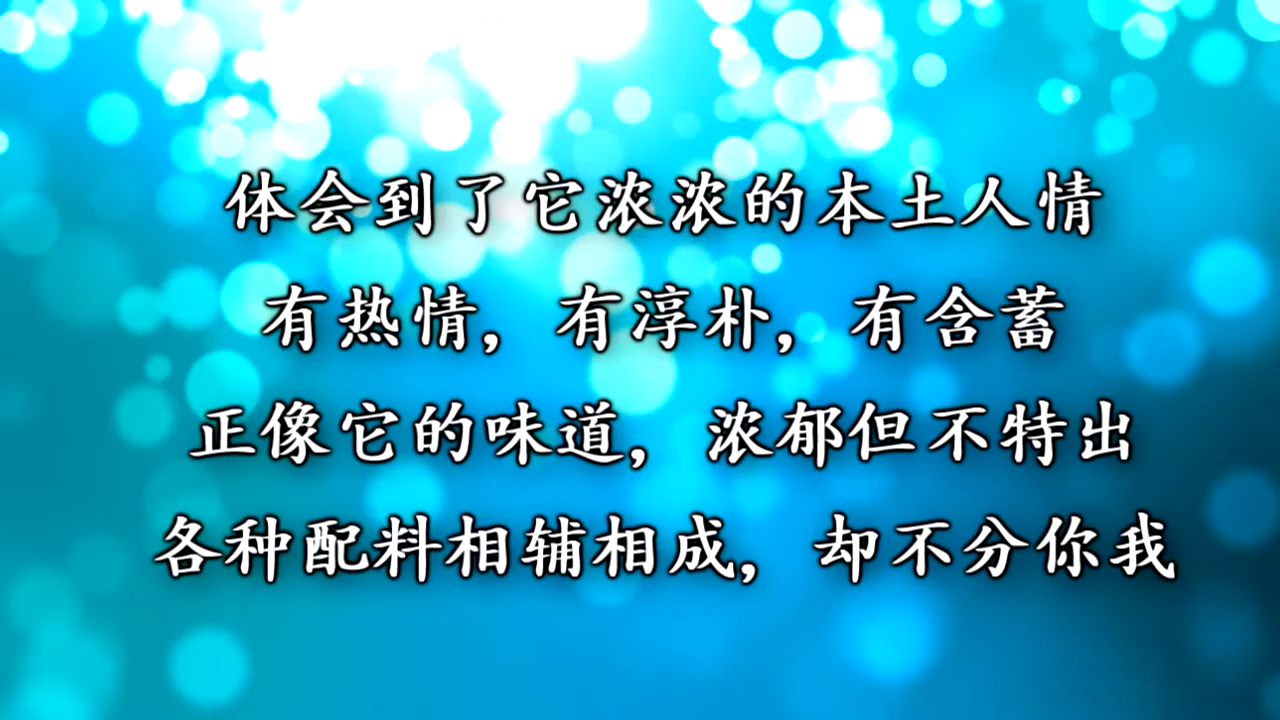 体会到了它浓浓的本土人情
有热情，有淳朴，有含蓄
正像它的味道，浓郁但不特出
各种配料相辅相成，却不分你我